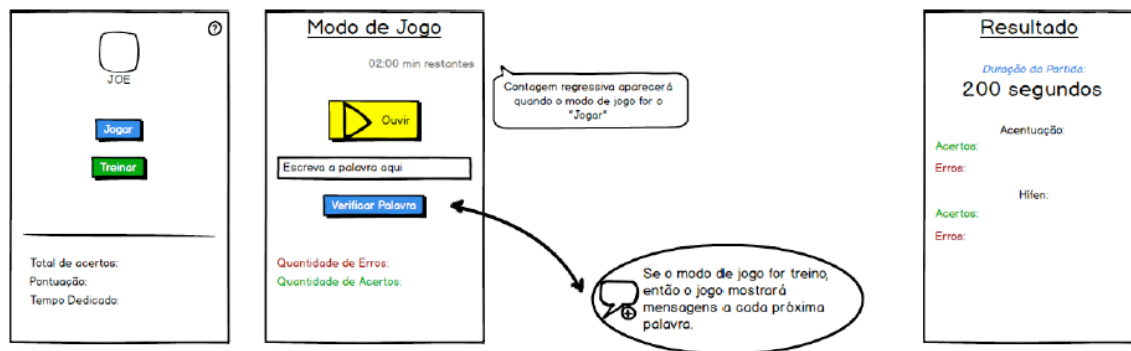 ?
JOE
Jogar
Treinar
Total de acertos:
Pontuação:
Tempo Dedicado:
Modo de Jogo
02:00 min restantes
Ouvir
Escreva a palavra aqui
Verificar Palavra
Quantidade de Erros:
Quantidade de Acertos:
Contagem regressiva aparecerá
quando o modo de jogo for o
"Jogar"
Se o modo de jogo for treino,
então o jogo mostrará
mensagens a cada próxima
palavra.
Resultado
Duração da Partida:
200 segundos
Acentuação:
Acertos:
Erros:
Hífen:
Acertos:
Erros: